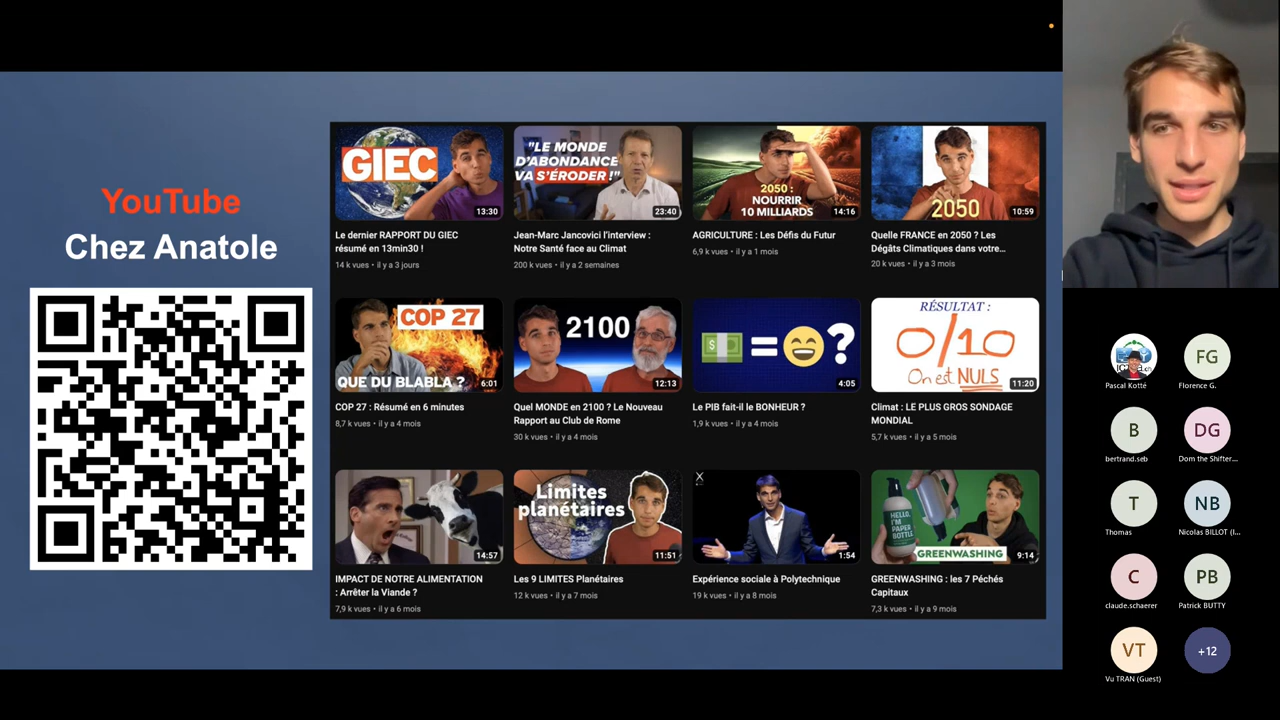 YouTube
Chez Anatole
GIEC
13:30
Le dernier RAPPORT DU GIEC
résumé en 13min30 !
14 k vues • il y a 3 jours
"LE MONDE
D'ABONDANCE
VA S'ÉRODER !"
23:40
Jean-Marc Jancovici l'interview :
Notre Santé face au Climat
200 k vues • il y a 2 semaines
2050 :
NOURRIR
10 MILLIARDS
14:16
AGRICULTURE : Les Défis du Futur
6,9 k vues • il y a 1 mois
2050
10:59
Quelle FRANCE en 2050 ? Les
Dégâts Climatiques dans votre...
20 k vues • il y a 3 mois
COP 27
QUE DU BLABLA ?
6:01
COP 27 : Résumé en 6 minutes
8,7 k vues • il y a 4 mois
2100
12:13
Quel MONDE en 2100 ? Le Nouveau
Rapport au Club de Rome
30 k vues • il y a 4 mois
= ?
4:05
Le PIB fait-il le BONHEUR ?
1,9 k vues • il y a 4 mois
RÉSULTAT :
0/10
On est NULS
11:20
Climat : LE PLUS GROS SONDAGE
MONDIAL
5,7 k vues • il y a 5 mois
14:57
IMPACT DE NOTRE ALIMENTATION
: Arrêter la Viande ?
7,9 k vues • il y a 6 mois
Limites
planétaires
11:51
Les 9 LIMITES Planétaires
12 k vues • il y a 7 mois
X
1:54
Expérience sociale à Polytechnique
19 k vues • il y a 8 mois
HELLO,
I'M
PAPER
BOTTLE
GREENWASHING
9:14
GREENWASHING : les 7 Péchés
Capitaux
7,3 k vues • il y a 9 mois
Pascal Kotté
FG
Florence G.
B
bertrand.seb
DG
Dom the Shifter...
T
Thomas
NB
Nicolas BILLOT (I...
C
claude.schaerer
PB
Patrick BUTTY
VT
Vu TRAN (Guest)
+12